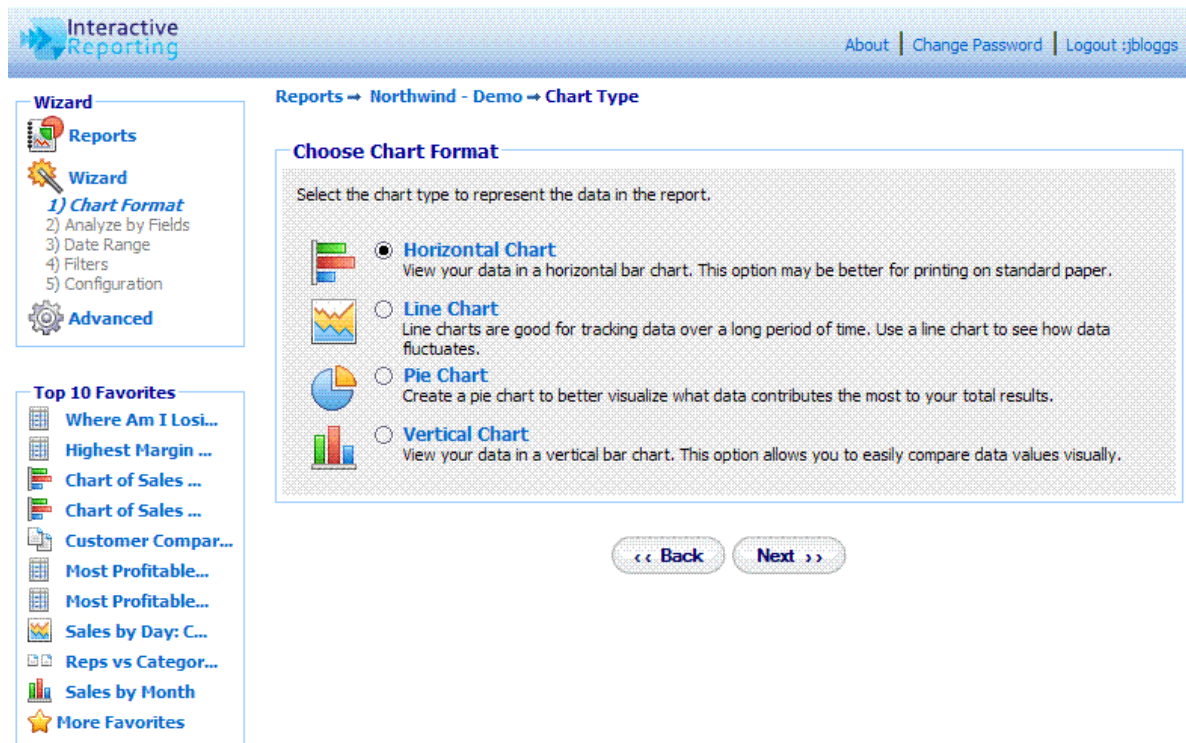 Interactive
Reporting
About | Change Password | Logout :jbloggs
Wizard
Reports
Wizard
1) Chart Format
2) Analyze by Fields
3) Date Range
4) Filters
5) Configuration
Advanced
Top 10 Favorites
Where Am I Losi...
Highest Margin ...
Chart of Sales ...
Chart of Sales ...
Customer Compar...
Most Profitable...
Most Profitable...
Sales by Day: C...
Reps vs Categor...
Sales by Month
More Favorites
Reports → Northwind - Demo → Chart Type
Choose Chart Format
Select the chart type to represent the data in the report.
Horizontal Chart
View your data in a horizontal bar chart. This option may be better for printing on standard paper.
Line Chart
Line charts are good for tracking data over a long period of time. Use a line chart to see how data
fluctuates.
Pie Chart
Create a pie chart to better visualize what data contributes the most to your total results.
Vertical Chart
View your data in a vertical bar chart. This option allows you to easily compare data values visually.
‹‹ Back
Next ››